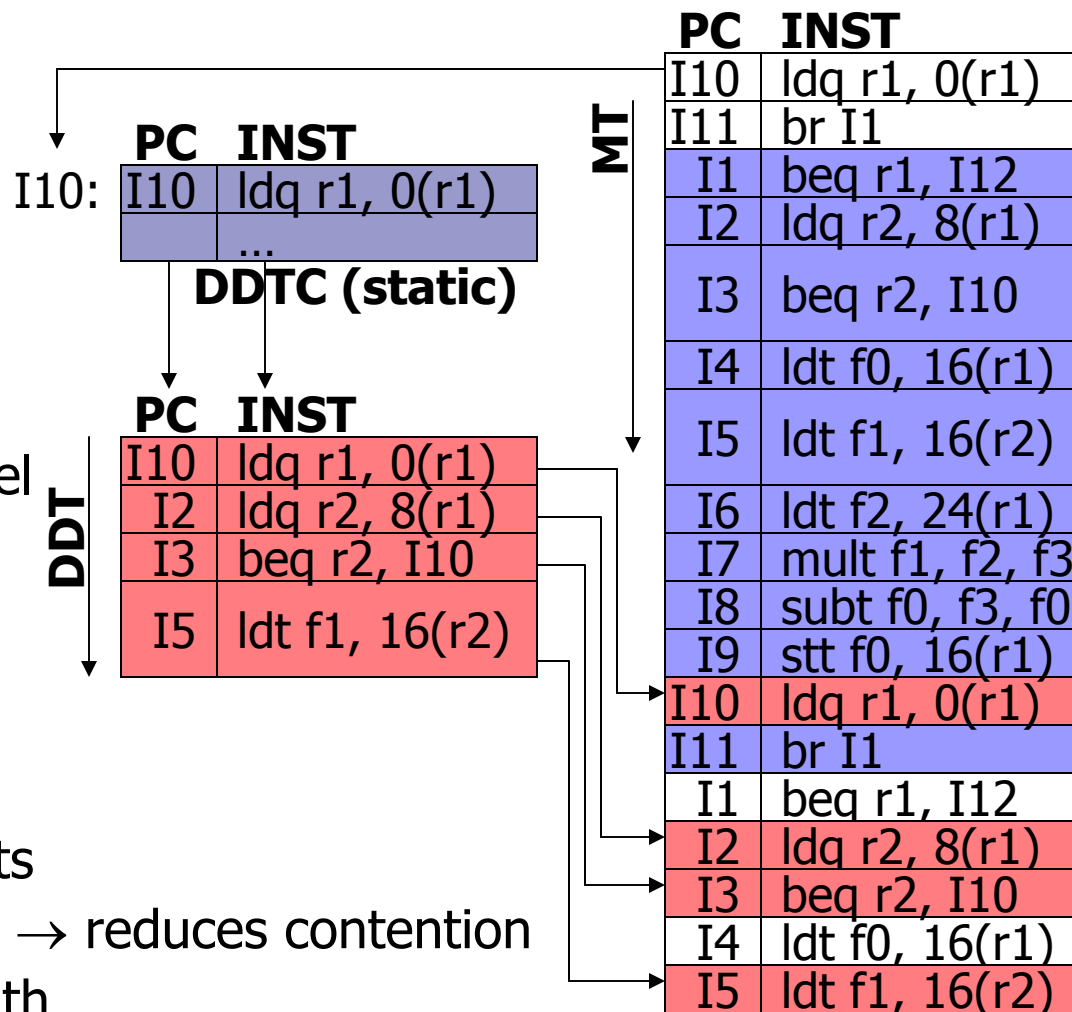 PC INST
I10 ldq r1, 0(r1)
I11 br I1
I1 beq r1, I12
I2 ldq r2, 8(r1)
I3 beq r2, I10
I4 ldt f0, 16(r1)
I5 ldt f1, 16(r2)
I6 ldt f2, 24(r1)
I7 mult f1, f2, f3
I8 subt f0, f3, f0
I9 stt f0, 16(r1)
I10 ldq r1, 0(r1)
I11 br I1
I1 beq r1, I12
I2 ldq r2, 8(r1)
I3 beq r2, I10
I4 ldt f0, 16(r1)
I5 ldt f1, 16(r2)
MT
PC INST
I10: I10 ldq r1, 0(r1)
...
DDTC (static)
PC INST
I10 ldq r1, 0(r1)
I2 ldq r2, 8(r1)
I3 beq r2, I10
I5 ldt f1, 16(r2)
DDT
el
ts
→ reduces contention
th